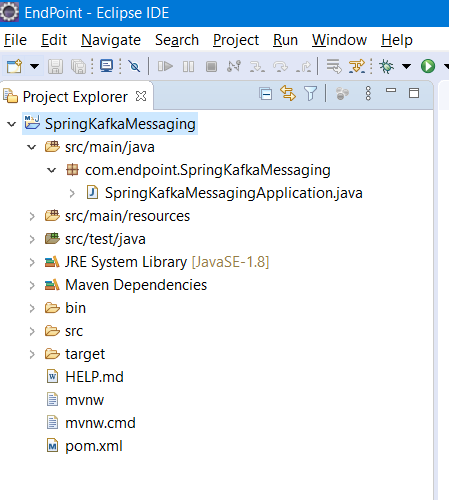 EndPoint - Eclipse IDE
File Edit Navigate Search Project Run Window Help
Project Explorer
SpringKafkaMessaging
src/main/java
com.endpoint.SpringKafkaMessaging
SpringKafkaMessagingApplication.java
src/main/resources
src/test/java
JRE System Library [JavaSE-1.8]
Maven Dependencies
bin
src
target
HELP.md
mvnw
mvnw.cmd
pom.xml